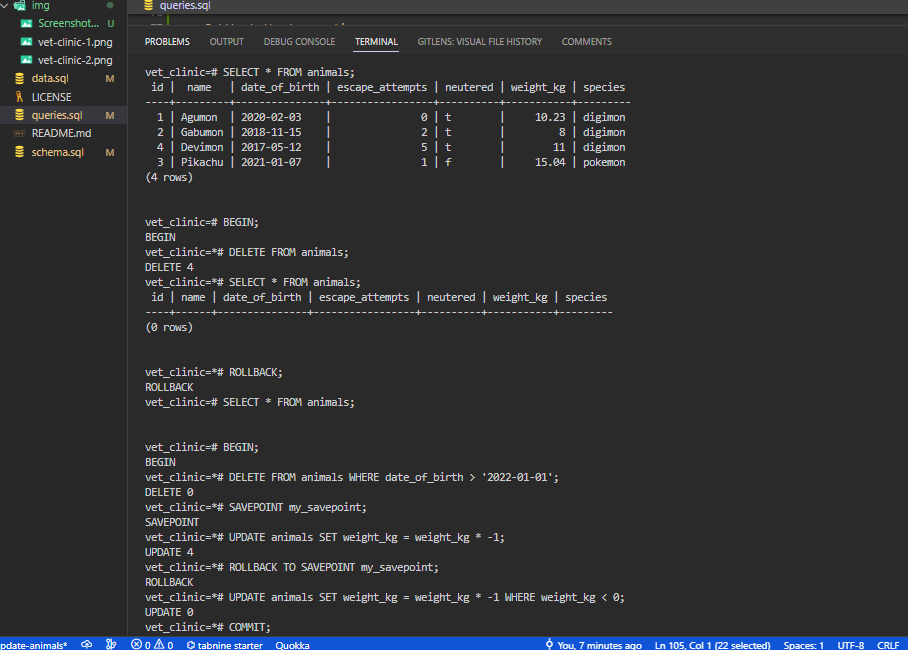 img
Screenshot... U
vet-clinic-1.png
vet-clinic-2.png
data.sql M
LICENSE
queries.sql M
README.md
schema.sql M
queries.sql
PROBLEMS OUTPUT DEBUG CONSOLE TERMINAL GITLENS: VISUAL FILE HISTORY COMMENTS
vet_clinic=# SELECT * FROM animals;
id | name | date_of_birth | escape_attempts | neutered | weight_kg | species
----+---------+---------------+-----------------+----------+-----------+---------
1 | Agumon | 2020-02-03 | 0 | t | 10.23 | digimon
2 | Gabumon | 2018-11-15 | 2 | t | 8 | digimon
4 | Devimon | 2017-05-12 | 5 | t | 11 | digimon
3 | Pikachu | 2021-01-07 | 1 | f | 15.04 | pokemon
(4 rows)
vet_clinic=# BEGIN;
BEGIN
vet_clinic=*# DELETE FROM animals;
DELETE 4
vet_clinic=*# SELECT * FROM animals;
id | name | date_of_birth | escape_attempts | neutered | weight_kg | species
----+------+---------------+-----------------+----------+-----------+---------
(0 rows)
vet_clinic=*# ROLLBACK;
ROLLBACK
vet_clinic=# SELECT * FROM animals;
vet_clinic=# BEGIN;
BEGIN
vet_clinic=*# DELETE FROM animals WHERE date_of_birth > '2022-01-01';
DELETE 0
vet_clinic=*# SAVEPOINT my_savepoint;
SAVEPOINT
vet_clinic=*# UPDATE animals SET weight_kg = weight_kg * -1;
UPDATE 4
vet_clinic=*# ROLLBACK TO SAVEPOINT my_savepoint;
ROLLBACK
vet_clinic=*# UPDATE animals SET weight_kg = weight_kg * -1 WHERE weight_kg < 0;
UPDATE 0
vet_clinic=*# COMMIT;
pdate-animals* 0 0 tabnine starter Quokka You, 7 minutes ago Ln 105, Col 1 (22 selected) Spaces: 1 UTF-8 CRLF